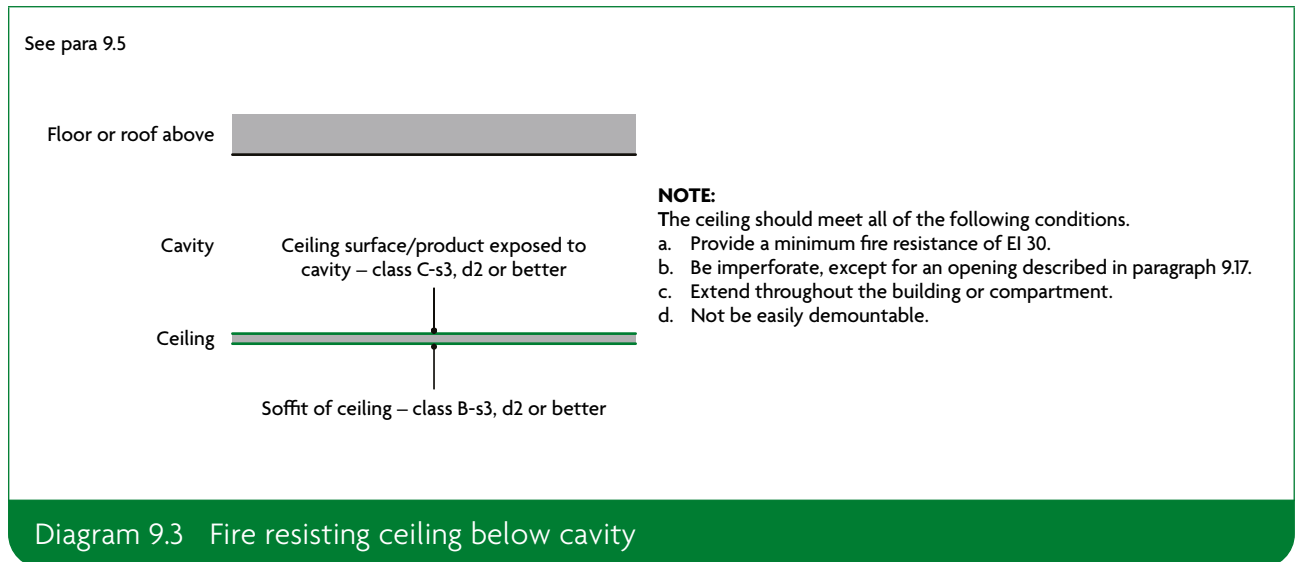 See para 9.5
Floor or roof above
Cavity
Ceiling surface/product exposed to
cavity – class C-s3, d2 or better
Ceiling
Soffit of ceiling – class B-s3, d2 or better
NOTE:
The ceiling should meet all of the following conditions.
a. Provide a minimum fire resistance of EI 30.
b. Be imperforate, except for an opening described in paragraph 9.17.
c. Extend throughout the building or compartment.
d. Not be easily demountable.
Diagram 9.3 Fire resisting ceiling below cavity